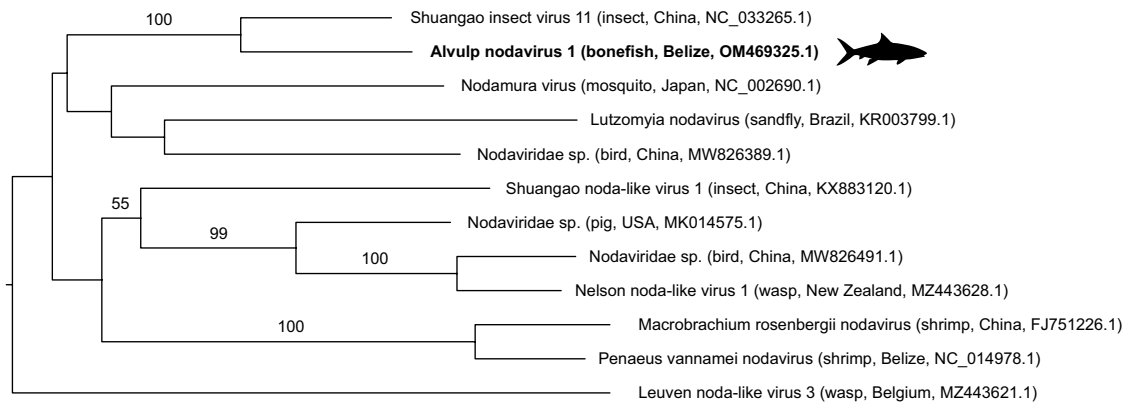 100
Shuangao insect virus 11 (insect, China, NC_033265.1)
Alvulp nodavirus 1 (bonefish, Belize, OM469325.1)
Nodamura virus (mosquito, Japan, NC_002690.1)
Lutzomyia nodavirus (sandfly, Brazil, KR003799.1)
Nodaviridae sp. (bird, China, MW826389.1)
55
Shuangao noda-like virus 1 (insect, China, KX883120.1)
99
Nodaviridae sp. (pig, USA, MK014575.1)
100
Nodaviridae sp. (bird, China, MW826491.1)
Nelson noda-like virus 1 (wasp, New Zealand, MZ443628.1)
100
Macrobrachium rosenbergii nodavirus (shrimp, China, FJ751226.1)
Penaeus vannamei nodavirus (shrimp, Belize, NC_014978.1)
Leuven noda-like virus 3 (wasp, Belgium, MZ443621.1)